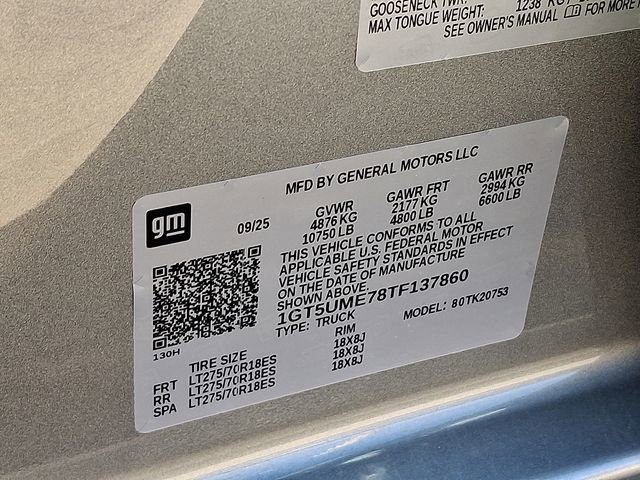 GOOSENECK TWR:
MAX TONGUE WEIGHT: 1238 KG
SEE OWNER'S MANUAL FOR MORE
MFD BY GENERAL MOTORS LLC
gm
09/25
GVWR GAWR FRT GAWR RR
4876 KG 2177 KG 2994 KG
10750 LB 4800 LB 6600 LB
THIS VEHICLE CONFORMS TO ALL
APPLICABLE U.S. FEDERAL MOTOR
VEHICLE SAFETY STANDARDS IN EFFECT
ON THE DATE OF MANUFACTURE
SHOWN ABOVE.
1GT5UME78TF137860
TYPE: TRUCK MODEL: 80TK20753
130H
TIRE SIZE RIM
FRT LT275/70R18ES 18X8J
RR LT275/70R18ES 18X8J
SPA LT275/70R18ES 18X8J